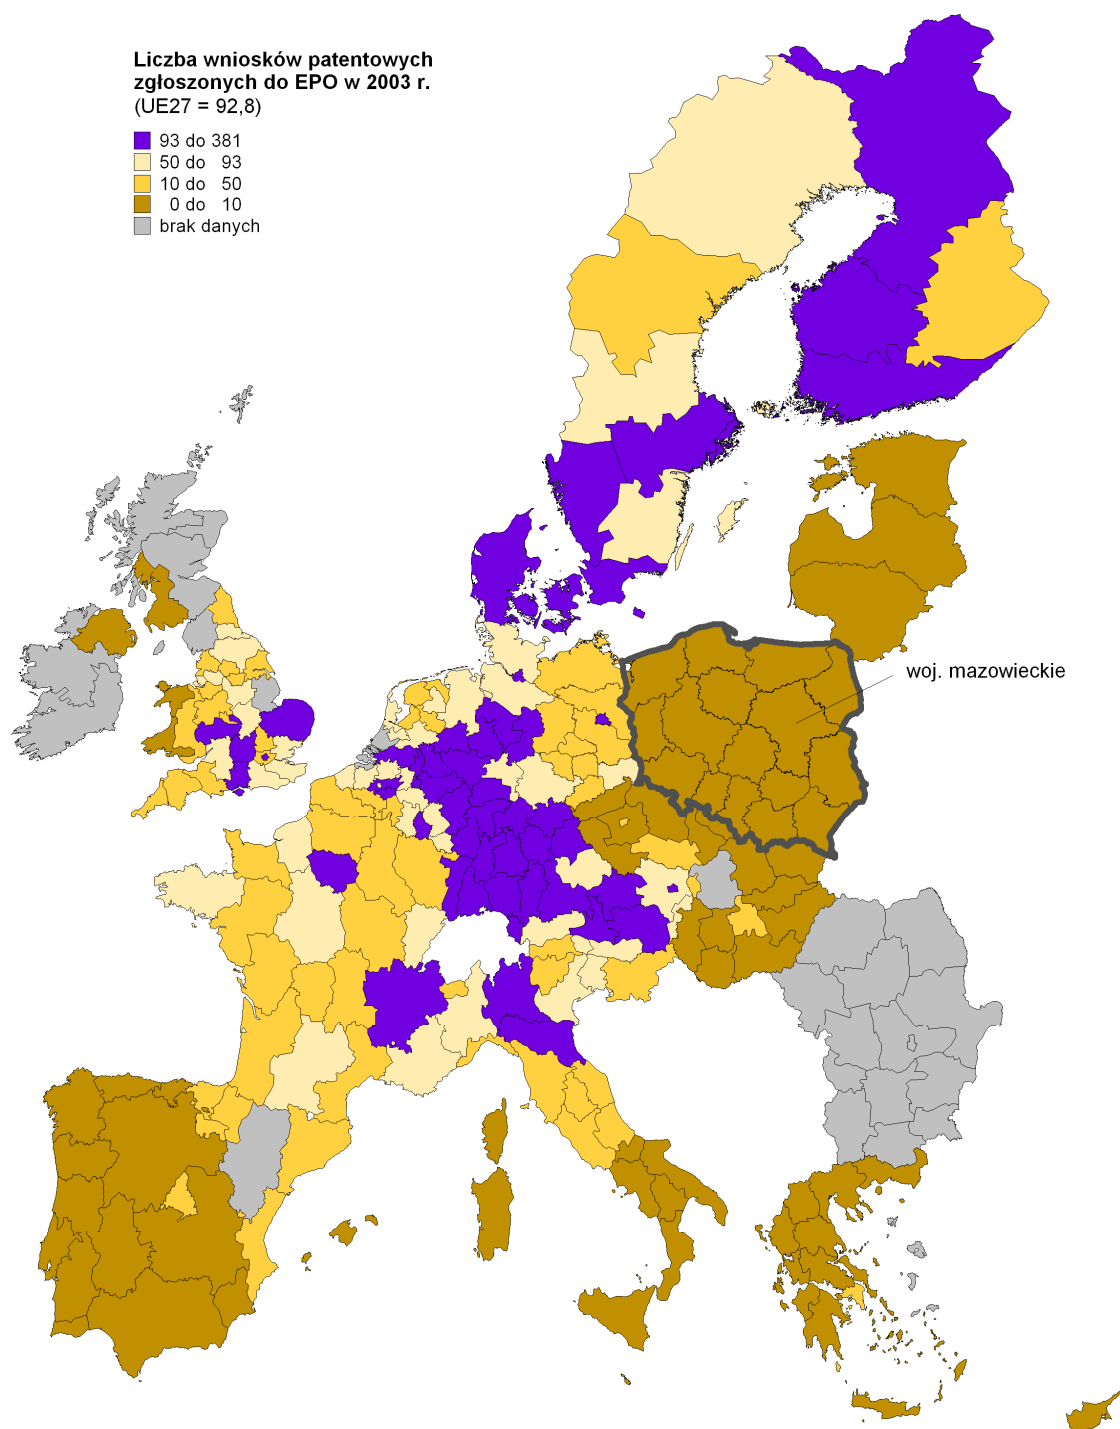 Liczba wniosków patentowych
zgłoszonych do EPO w 2003 r.
(UE27 = 92,8)
93 do 381
50 do 93
10 do 50
0 do 10
brak danych
woj. mazowieckie